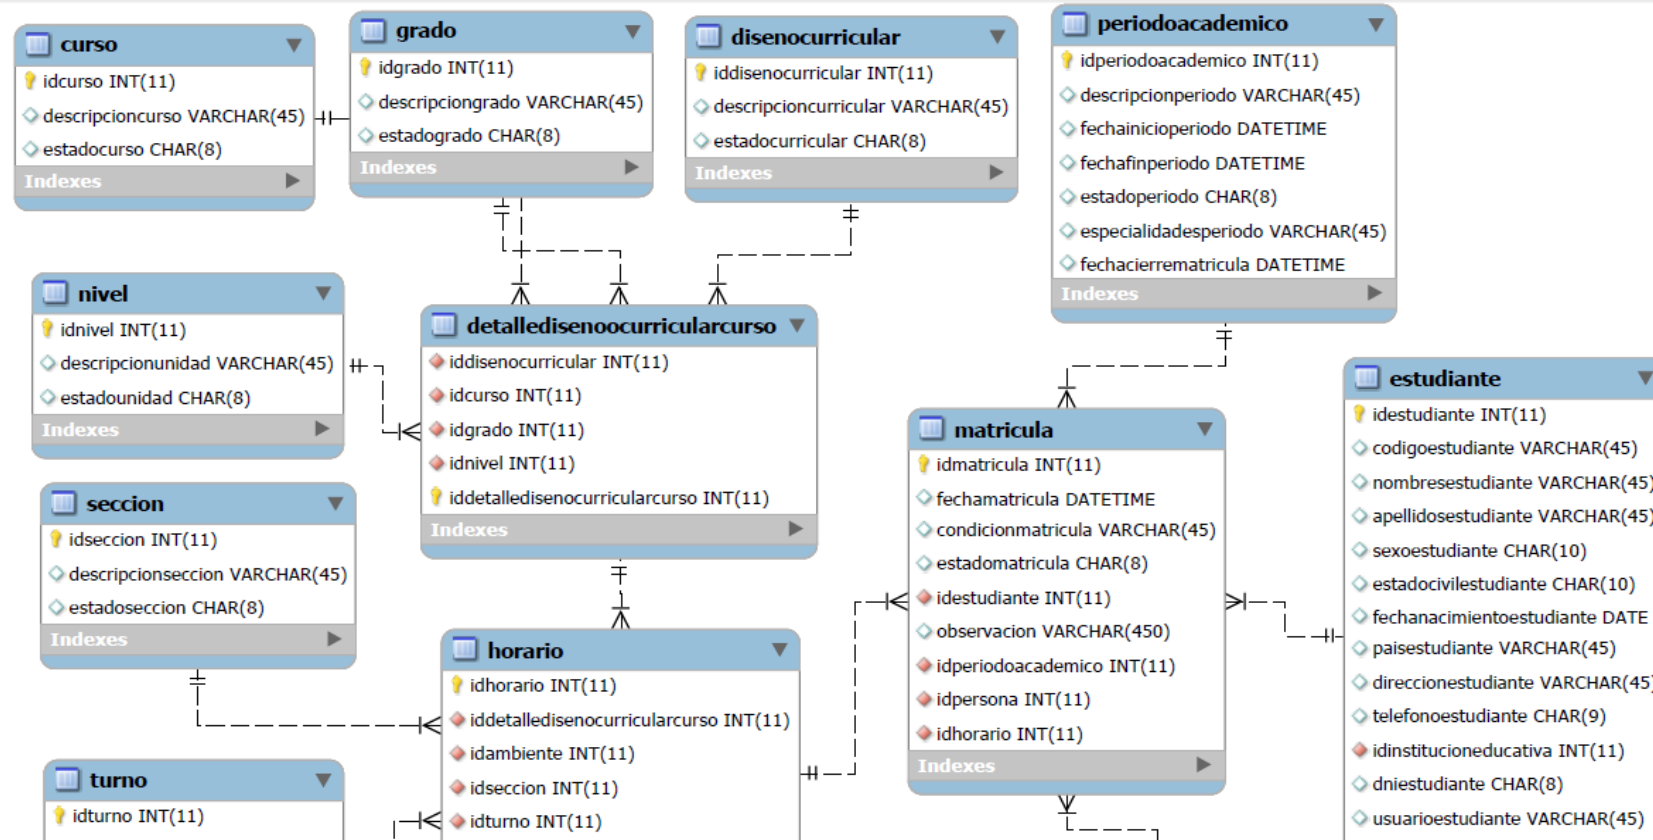 curso
idcurso INT(11)
descripcioncurso VARCHAR(45)
estadocurso CHAR(8)
Indexes
grado
idgrado INT(11)
descripciongrado VARCHAR(45)
estadogrado CHAR(8)
Indexes
disenocurricular
iddisenocurricular INT(11)
descripcioncurricular VARCHAR(45)
estadocurricular CHAR(8)
Indexes
periodoacademico
idperiodoacademico INT(11)
descripcionperiodo VARCHAR(45)
fechainicioperiodo DATETIME
fechafinperiodo DATETIME
estadoperiodo CHAR(8)
especialidadesperiodo VARCHAR(45)
fechacierrematricula DATETIME
Indexes
nivel
idnivel INT(11)
descripcionunidad VARCHAR(45)
estadounidad CHAR(8)
Indexes
detalledisenoocurricularcurso
iddisenocurricular INT(11)
idcurso INT(11)
idgrado INT(11)
idnivel INT(11)
iddetalledisenocurricularcurso INT(11)
Indexes
seccion
idseccion INT(11)
descripcionseccion VARCHAR(45)
estadoseccion CHAR(8)
Indexes
matricula
idmatricula INT(11)
fechamatricula DATETIME
condicionmatricula VARCHAR(45)
estadomatricula CHAR(8)
idestudiante INT(11)
observacion VARCHAR(450)
idperiodoacademico INT(11)
idpersona INT(11)
idhorario INT(11)
Indexes
estudiante
idestudiante INT(11)
codigoestudiante VARCHAR(45)
nombresestudiante VARCHAR(45)
apellidosestudiante VARCHAR(45)
sexoestudiante CHAR(10)
estadocivilestudiante CHAR(10)
fechanacimientoestudiante DATE
paisestudiante VARCHAR(45)
direccionestudiante VARCHAR(45)
telefonoestudiante CHAR(9)
idinstitucioneducativa INT(11)
dniestudiante CHAR(8)
usuarioestudiante VARCHAR(45)
horario
idhorario INT(11)
iddetalledisenocurricularcurso INT(11)
idambiente INT(11)
idseccion INT(11)
idturno INT(11)
turno
idturno INT(11)